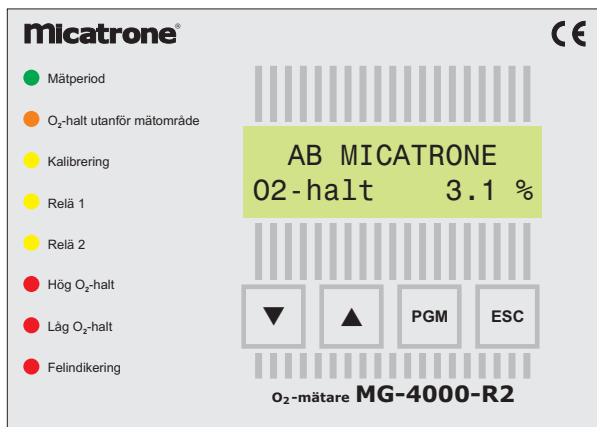 Micatrone®
CE
Mätperiod
O₂-halt utanför mätområde
Kalibrering
Relä 1
Relä 2
Hög O₂-halt
Låg O₂-halt
Felindikering
AB MICATRONE
O2-halt 3.1 %
▼ ▲ PGM ESC
O₂-mätare MG-4000-R2